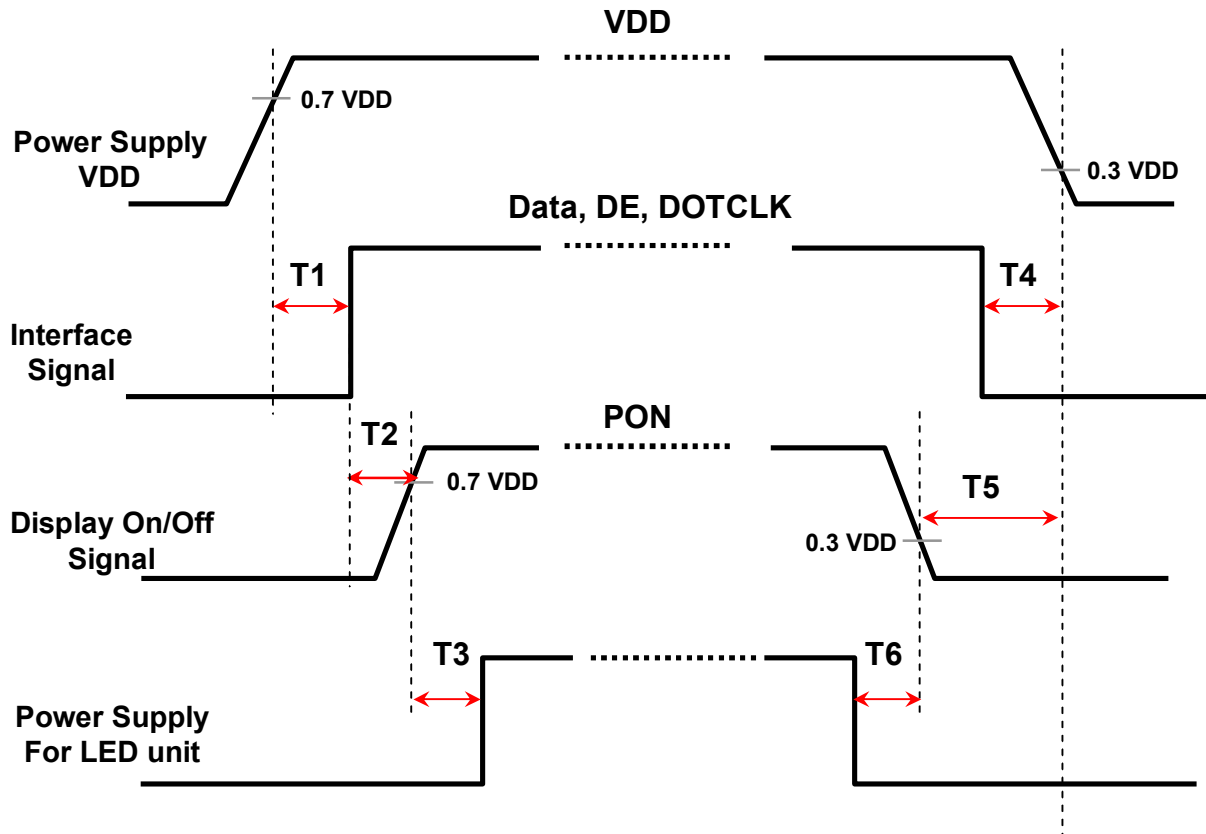 VDD
0.7 VDD
Power Supply
VDD
0.3 VDD
Data, DE, DOTCLK
T1
T4
Interface
Signal
PON
T2
0.7 VDD
T5
Display On/Off
Signal
0.3 VDD
T3
T6
Power Supply
For LED unit